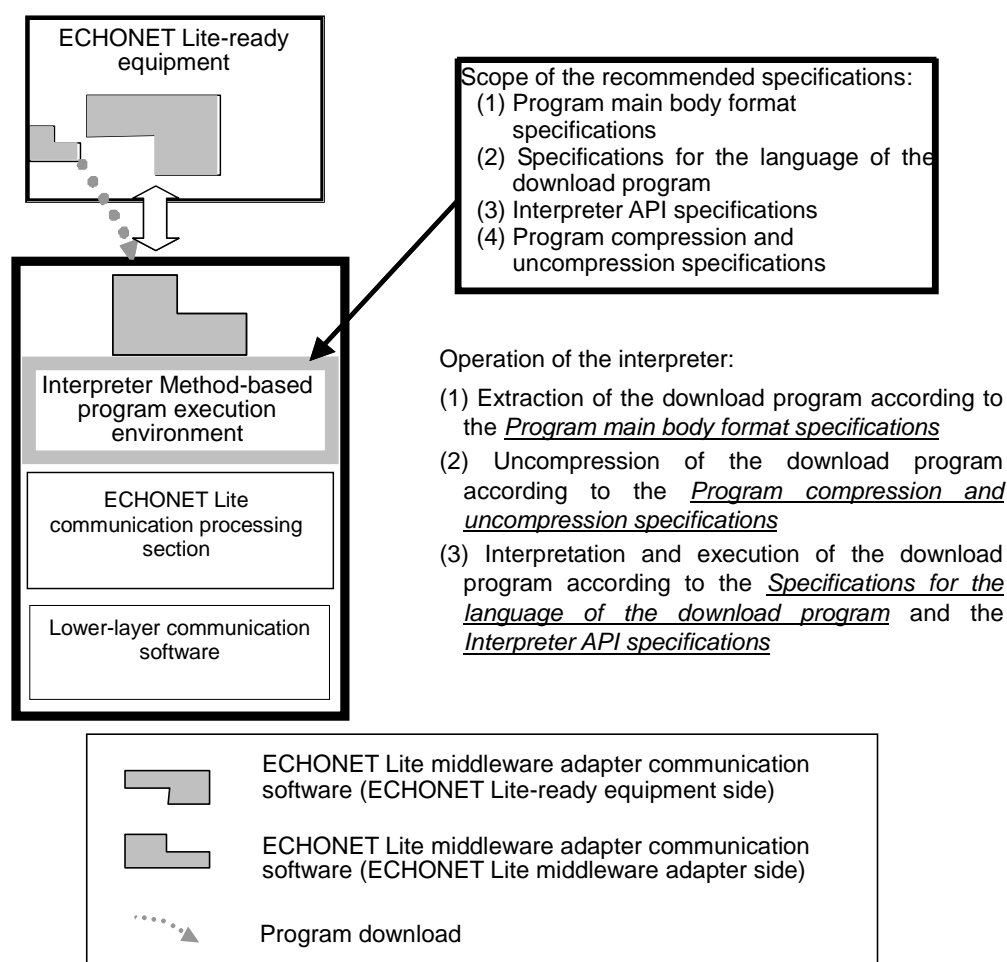 ECHONET Lite-ready
equipment
Scope of the recommended specifications:
(1) Program main body format
specifications
(2) Specifications for the language of the
download program
(3) Interpreter API specifications
(4) Program compression and
uncompression specifications
Interpreter Method-based
program execution
environment
ECHONET Lite
communication processing
section
Lower-layer communication
software
Operation of the interpreter:
(1) Extraction of the download program according to
the Program main body format specifications
(2) Uncompression of the download program
according to the Program compression and
uncompression specifications
(3) Interpretation and execution of the download
program according to the Specifications for the
language of the download program and the
Interpreter API specifications
ECHONET Lite middleware adapter communication
software (ECHONET Lite-ready equipment side)
ECHONET Lite middleware adapter communication
software (ECHONET Lite middleware adapter side)
Program download